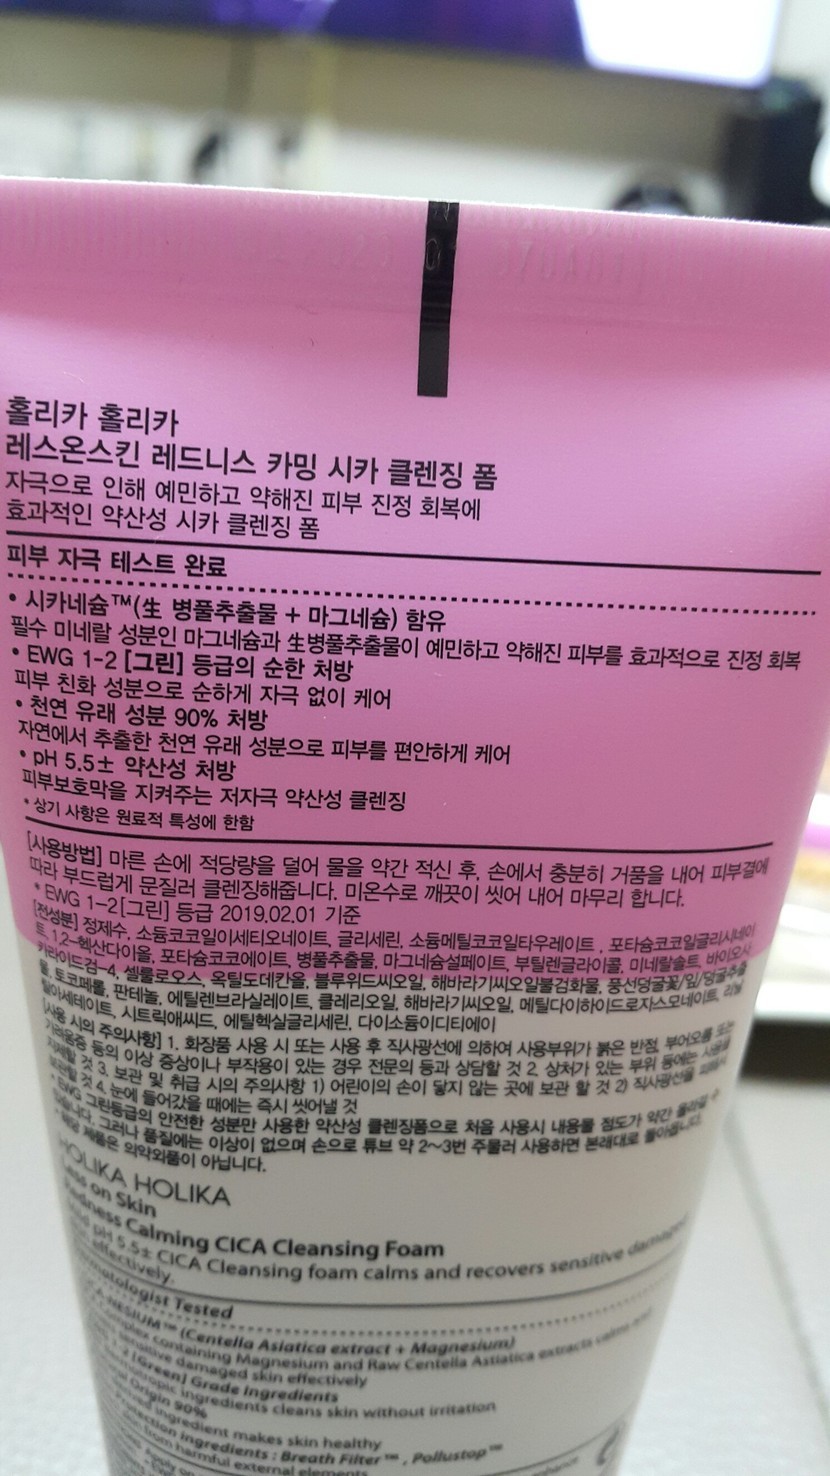 홀리카 홀리카
레스온스킨 레드니스 카밍 시카 클렌징 폼
자극으로 인해 예민하고 약해진 피부 진정 회복에
효과적인 약산성 시카 클렌징 폼
피부 자극 테스트 완료
• 시카네슘™(生 병풀추출물 + 마그네슘) 함유
필수 미네랄 성분인 마그네슘과 生병풀추출물이 예민하고 약해진 피부를 효과적으로 진정 회복
• EWG 1-2 [그린] 등급의 순한 처방
피부 친화 성분으로 순하게 자극 없이 케어
• 천연 유래 성분 90% 처방
자연에서 추출한 천연 유래 성분으로 피부를 편안하게 케어
• pH 5.5± 약산성 처방
피부보호막을 지켜주는 저자극 약산성 클렌징
* 상기 사항은 원료적 특성에 한함
[사용방법] 마른 손에 적당량을 덜어 물을 약간 적신 후, 손에서 충분히 거품을 내어 피부결에
따라 부드럽게 문질러 클렌징해줍니다. 미온수로 깨끗이 씻어 내어 마무리 합니다.
* EWG 1-2[그린] 등급 2019.02.01 기준
[전성분] 정제수, 소듐코코일이세티오네이트, 글리세린, 소듐메틸코코일타우레이트, 포타슘코코일글리시네이
트, 1,2-헥산다이올, 포타슘코코에이트, 병풀추출물, 마그네슘설페이트, 부틸렌글라이콜, 미네랄솔트, 바이오사
카라이드검-4, 셀룰로오스, 옥틸도데칸올, 블루위드씨오일, 해바라기씨오일불검화물, 풍선덩굴꽃/잎/덩굴추출
물, 토코페롤, 판테놀, 에틸렌브라실레이트, 클레리오일, 해바라기씨오일, 메틸다이하이드로자스모네이트, 리날
릴아세테이트, 시트릭애씨드, 에틸헥실글리세린, 다이소듐이디티에이
[사용 시의 주의사항] 1. 화장품 사용 시 또는 사용 후 직사광선에 의하여 사용부위가 붉은 반점, 부어오름 또는
가려움증 등의 이상 증상이나 부작용이 있는 경우 전문의 등과 상담할 것 2. 상처가 있는 부위 등에는 사용을
자제할 것 3. 보관 및 취급 시의 주의사항 1) 어린이의 손이 닿지 않는 곳에 보관 할 것 2) 직사광선을 피해서
보관할 것 4. 눈에 들어갔을 때에는 즉시 씻어낼 것
* EWG 그린등급의 안전한 성분만 사용한 약산성 클렌징폼으로 처음 사용시 내용물 점도가 약간 수
있습니다. 그러나 품질에는 이상이 없으며 손으로 튜브 약 2~3번 주물러 사용하면 본래대로 돌아옵니다.
* 해당 제품은 의약외품이 아닙니다.
HOLIKA HOLIKA
Less on Skin
Redness Calming CICA Cleansing Foam
pH 5.5± CICA Cleansing foam calms and recovers sensitive damaged
effectively.
Dermatologist Tested
(Centella Asiatica extract + Magnesium)
containing Magnesium and Raw Centella Asiatica extracts calms and
sensitive damaged skin effectively
[Green] Grade Ingredients
ingredients cleans skin without irritation
Origin 90%
ingredient makes skin healthy
Protection ingredients : Breath Filter™, Pollustop™
from harmful external elements